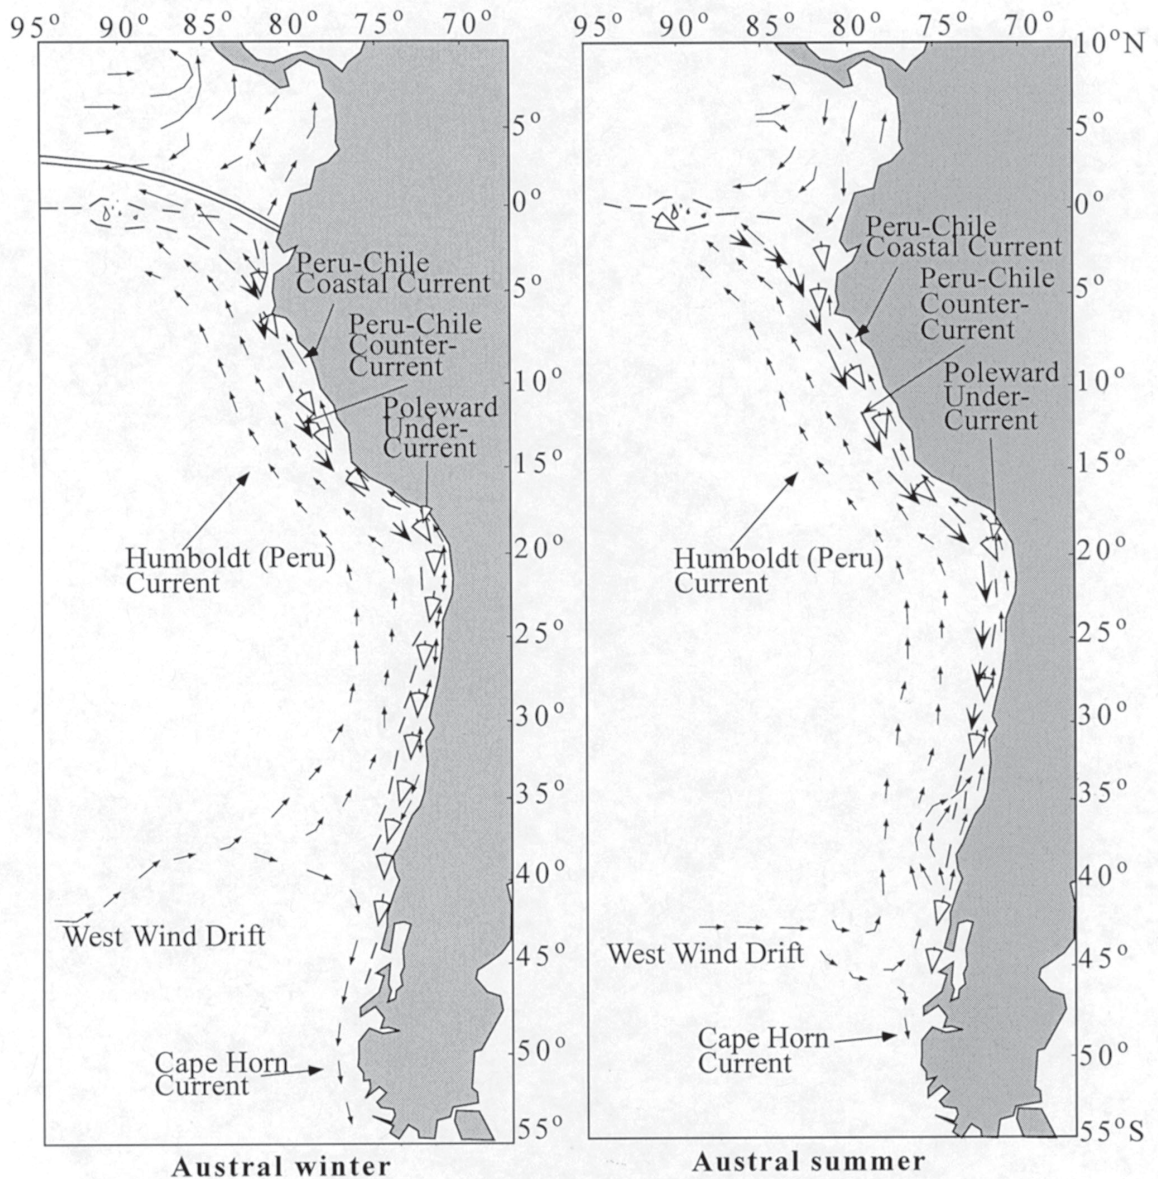 95° 90° 85° 80° 75° 70°
5°
0°
5°
10°
15°
20°
25°
30°
35°
40°
45°
50°
55°
Peru-Chile
Coastal Current
Peru-Chile
Counter-
Current
Poleward
Under-
Current
Humboldt (Peru)
Current
West Wind Drift
Cape Horn
Current
Austral winter
95° 90° 85° 80° 75° 70°
10°N
5°
0°
5°
10°
15°
20°
25°
30°
35°
40°
45°
50°
55°S
Peru-Chile
Coastal Current
Peru-Chile
Counter-
Current
Poleward
Under-
Current
Humboldt (Peru)
Current
West Wind Drift
Cape Horn
Current
Austral summer